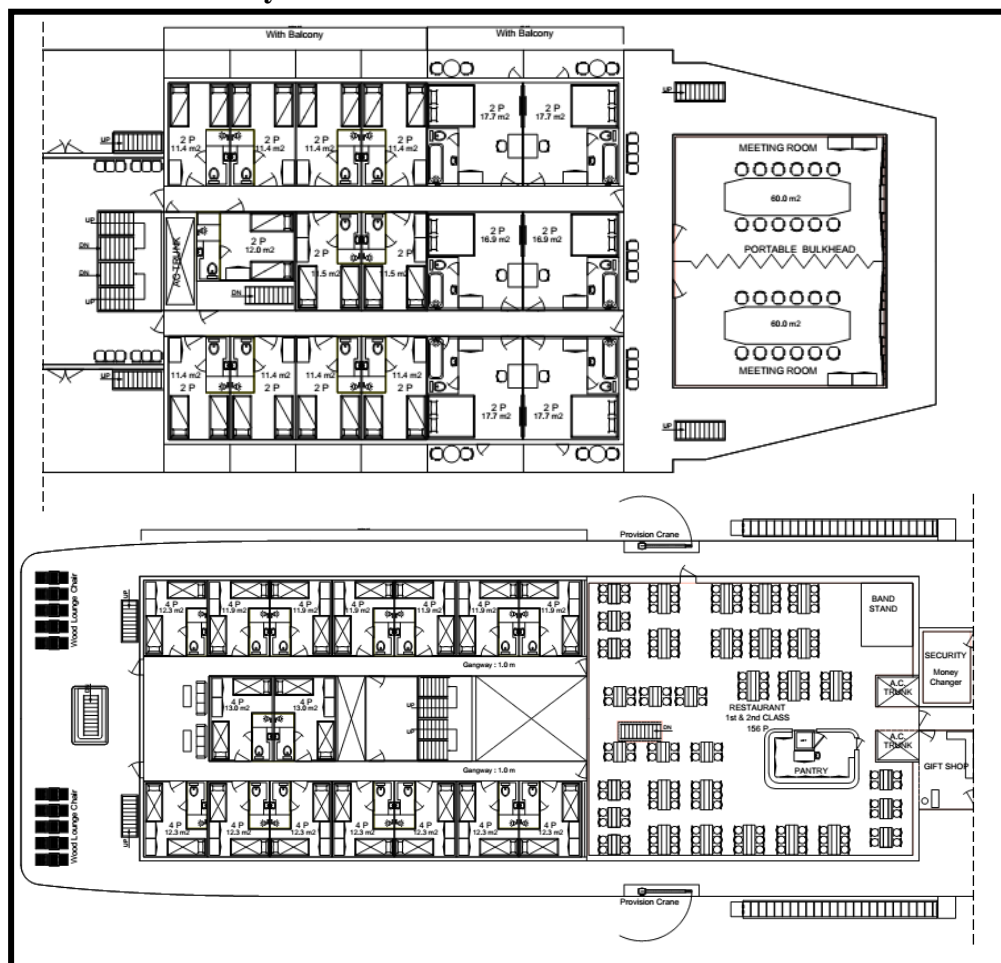 With Balcony
With Balcony
UP
2 P
17.7 m2
2 P
17.7 m2
UP
2 P
11.4 m2
2 P
11.4 m2
2 P
11.4 m2
2 P
11.4 m2
MEETING ROOM
60.0 m2
UP
DN
DN
UP
AC TRUNK
2 P
12.0 m2
DN
2 P
11.5 m2
2 P
11.5 m2
2 P
16.9 m2
2 P
16.9 m2
PORTABLE BULKHEAD
60.0 m2
MEETING ROOM
UP
11.4 m2
2 P
11.4 m2
2 P
11.4 m2
2 P
11.4 m2
2 P
2 P
17.7 m2
2 P
17.7 m2
UP
Provision Crane
Wood Lounge Chair
UP
4 P
12.3 m2
4 P
11.9 m2
4 P
11.9 m2
4 P
11.9 m2
4 P
11.9 m2
4 P
11.9 m2
4 P
11.9 m2
BAND
STAND
Gangway : 1.0 m
SECURITY
Money
Changer
4 P
13.0 m2
4 P
13.0 m2
UP
UP
A.C.
TRUNK
RESTAURANT
1st & 2nd CLASS
156 P
DN
A.C.
TRUNK
PANTRY
GIFT SHOP
Gangway : 1.0 m
Wood Lounge Chair
UP
4 P
12.3 m2
4 P
12.3 m2
4 P
12.3 m2
4 P
12.3 m2
4 P
12.3 m2
4 P
12.3 m2
4 P
12.3 m2
Provision Crane